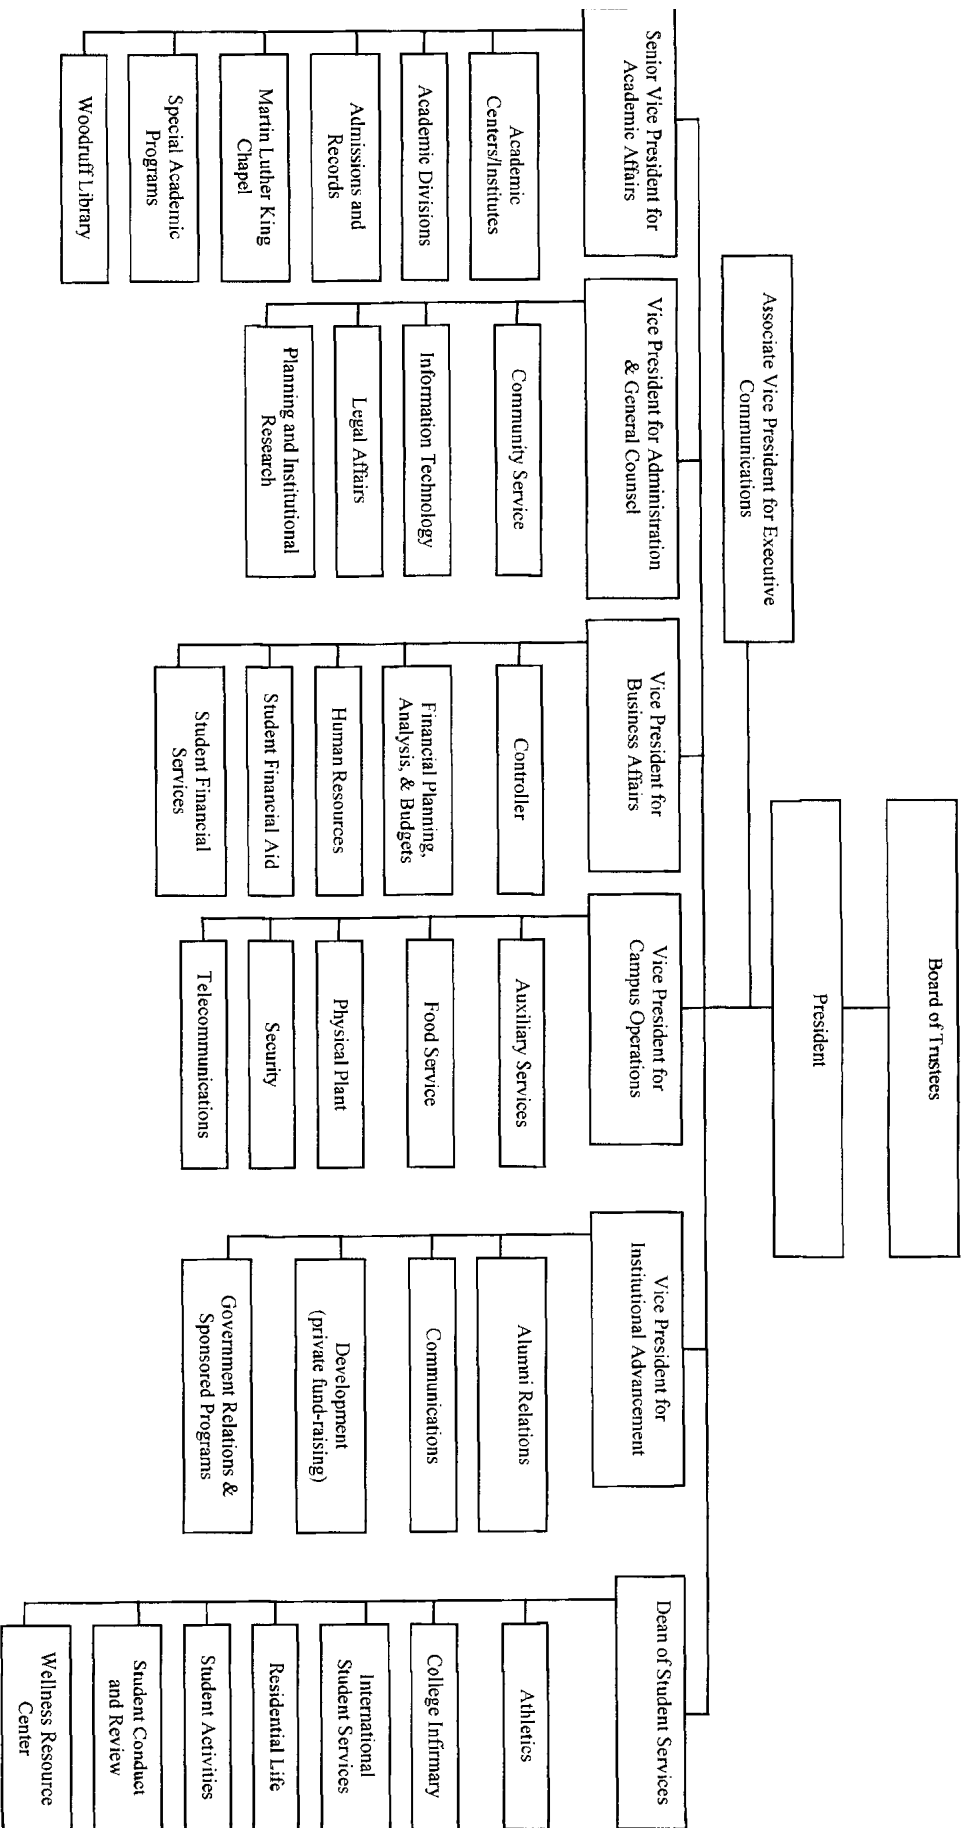 Board of Trustees
President
Associate Vice President for Executive
Communications
Senior Vice President for
Academic Affairs
Academic
Centers/Institutes
Academic Divisions
Admissions and
Records
Martin Luther King
Chapel
Special Academic
Programs
Woodruff Library
Vice President for Administration
& General Counsel
Community Service
Information Technology
Legal Affairs
Planning and Institutional
Research
Vice President for
Business Affairs
Controller
Financial Planning,
Analysis, & Budgets
Human Resources
Student Financial Aid
Student Financial
Services
Vice President for
Campus Operations
Auxiliary Services
Food Service
Physical Plant
Security
Telecommunications
Vice President for
Institutional Advancement
Alumni Relations
Communications
Development
(private fund-raising)
Government Relations &
Sponsored Programs
Dean of Student Services
Athletics
College Infirmary
International
Student Services
Residential Life
Student Activities
Student Conduct
and Review
Wellness Resource
Center